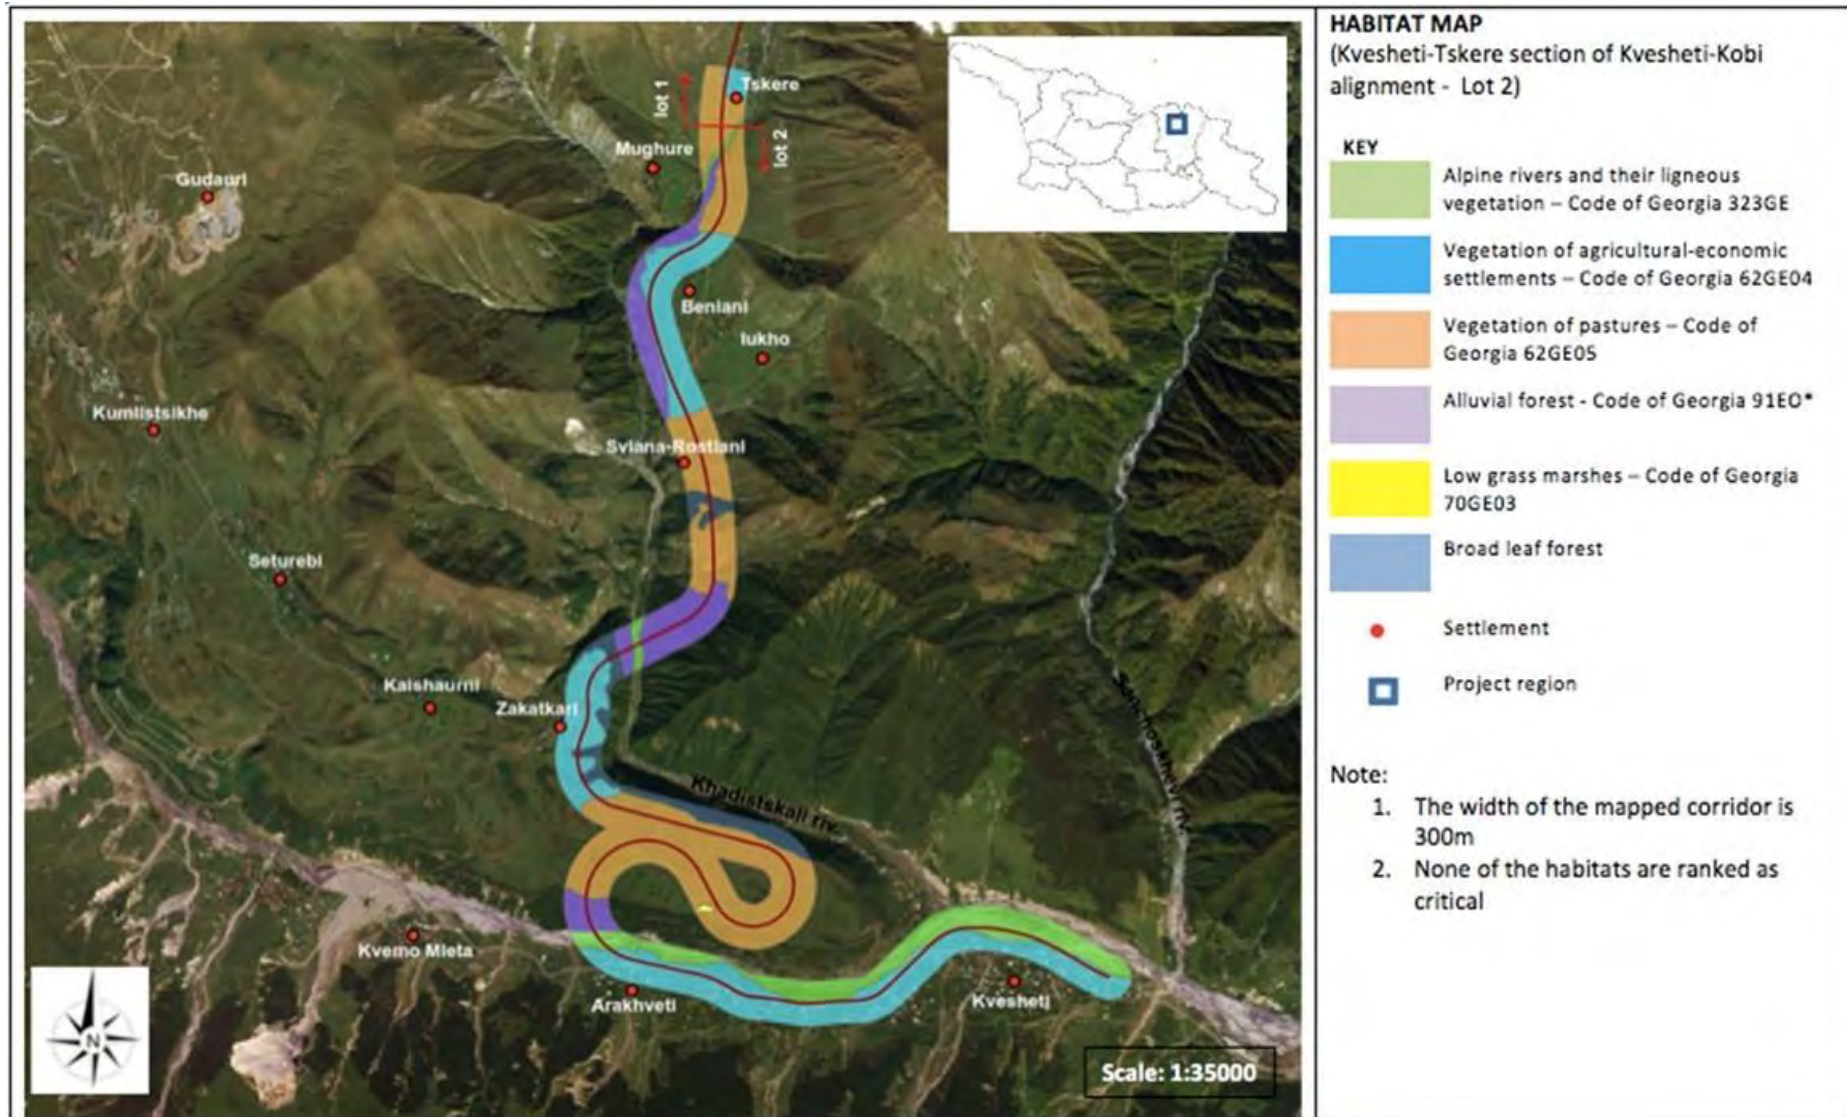 HABITAT MAP
(Kvesheti-Tskere section of Kvesheti-Kobi
alignment - Lot 2)
KEY
Alpine rivers and their ligneous
vegetation – Code of Georgia 323GE
Vegetation of agricultural-economic
settlements – Code of Georgia 62GE04
Vegetation of pastures – Code of
Georgia 62GE05
Alluvial forest - Code of Georgia 91EO*
Low grass marshes – Code of Georgia
70GE03
Broad leaf forest
Settlement
Project region
Note:
1. The width of the mapped corridor is
300m
2. None of the habitats are ranked as
critical
Tskere
lot 1
lot 2
Mughure
Gudauri
Beniani
Iukho
Kumlistsikhe
Sviana-Rostiani
Seturebi
Kaishaurni
Zakatkari
Khadistskali riv.
Kvemo Mleta
Arakhveti
Kvesheti
N
Scale: 1:35000